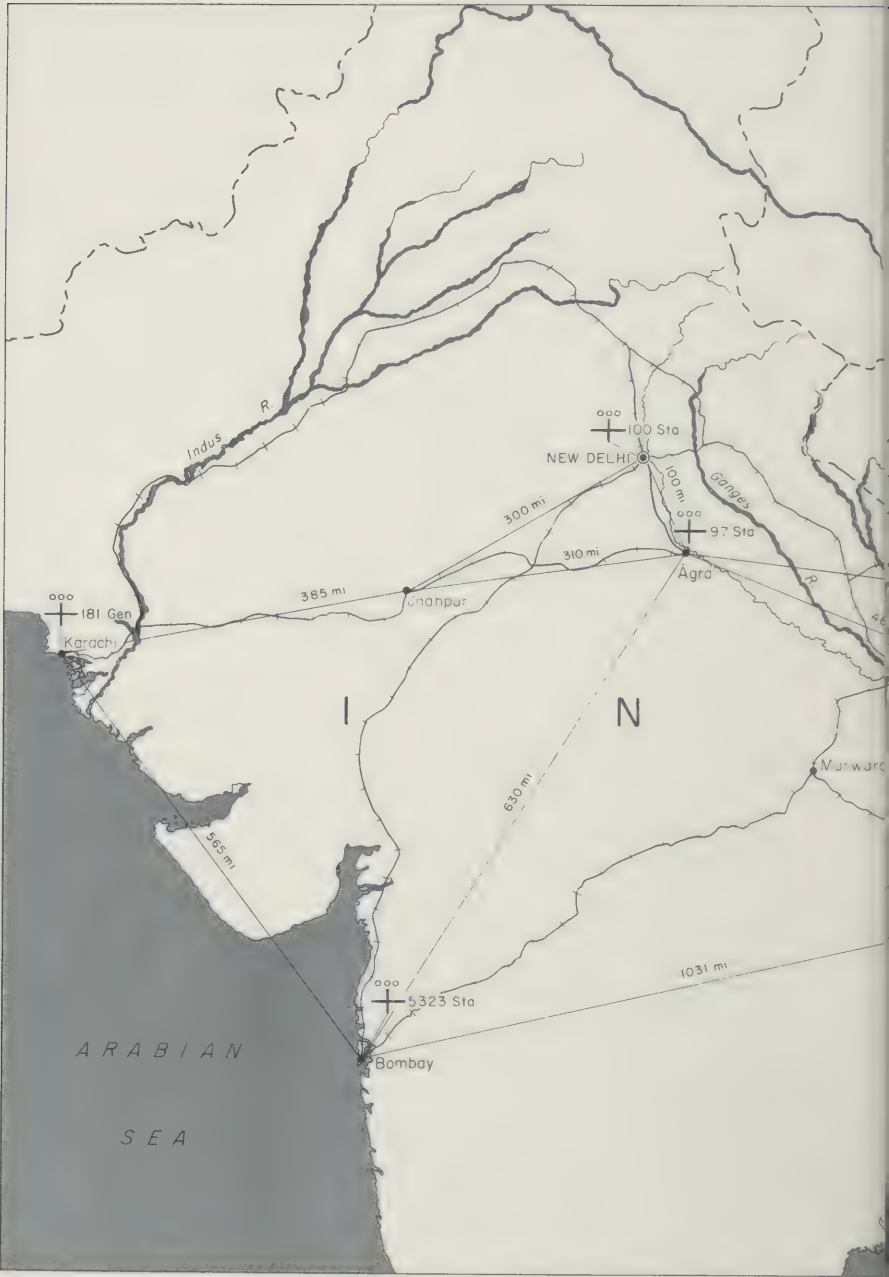 Indus R.
100 Sta
NEW DELHI
100 mi
Ganges R.
300 mi
97 Sta
310 mi
Agra
385 mi
181 Gen
Karachi
I N
630 mi
565 mi
1031 mi
5323 Sta
Bombay
ARABIAN
SEA